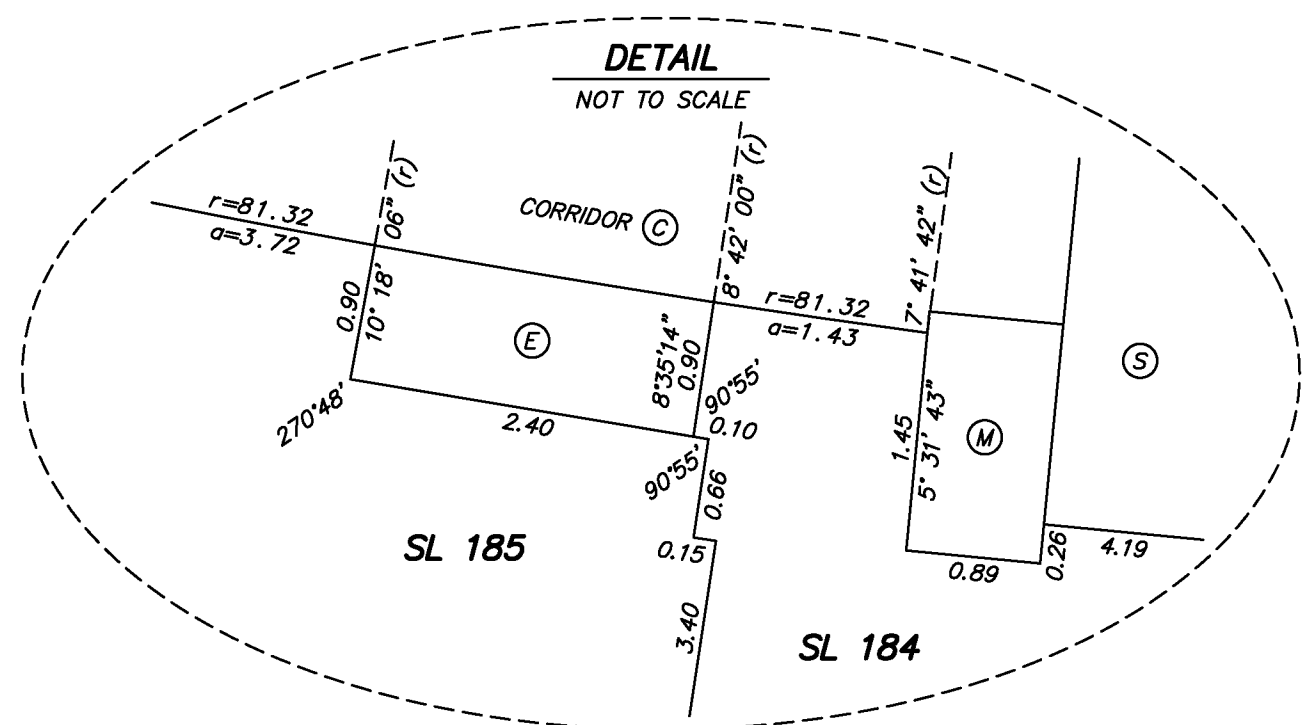 DETAIL
NOT TO SCALE
r=81.32
a=3.72
10° 18' 06" (r)
0.90
CORRIDOR C
8° 42' 00" (r)
r=81.32
a=1.43
7° 41' 42" (r)
E
8°35'14"
0.90
90°55'
0.10
270°48'
2.40
90°55'
0.66
0.15
3.40
1.45
5° 31' 43"
M
S
0.89
0.26
4.19
SL 185
SL 184